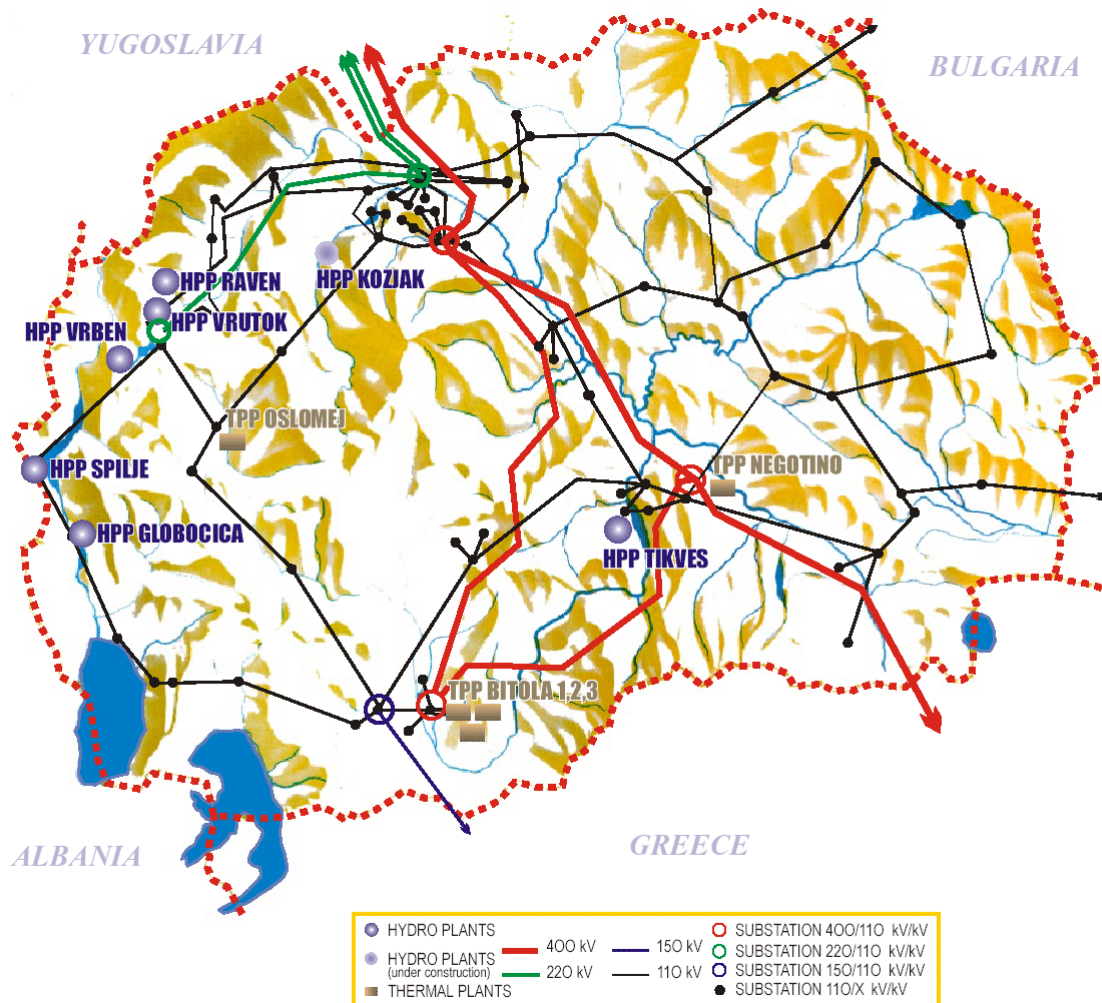 YUGOSLAVIA
BULGARIA
HPP RAVEN
HPP KOZJAK
HPP VRUTOK
HPP VRBEN
TPP OSLOMEJ
HPP SPILJE
TPP NEGOTINO
HPP GLOBOCICA
HPP TIKVES
TPP BITOLA 1,2,3
ALBANIA
GREECE
HYDRO PLANTS
HYDRO PLANTS
(under construction)
THERMAL PLANTS
400 kV
220 kV
150 kV
110 kV
SUBSTATION 400/110 kV/kV
SUBSTATION 220/110 kV/kV
SUBSTATION 150/110 kV/kV
SUBSTATION 110/X kV/kV